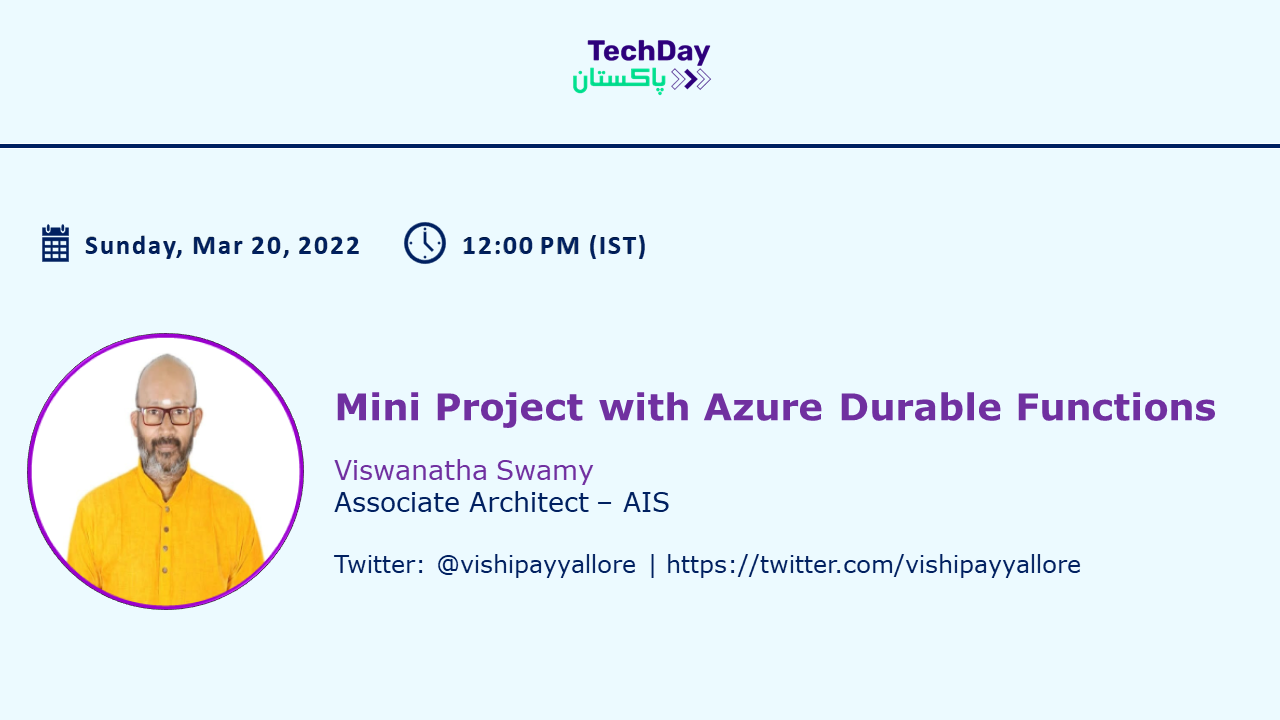 TechDay
پاکستان
Sunday, Mar 20, 2022
12:00 PM (IST)
Mini Project with Azure Durable Functions
Viswanatha Swamy
Associate Architect – AIS
Twitter: @vishipayyallore | https://twitter.com/vishipayyallore